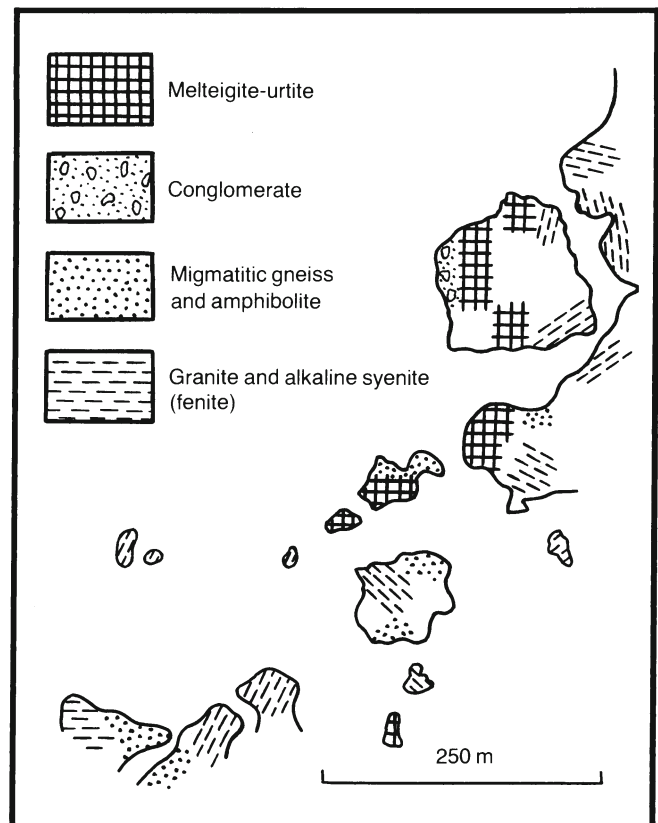 Melteigite-urtite
Conglomerate
Migmatitic gneiss
and amphibolite
Granite and alkaline syenite
(fenite)
250 m